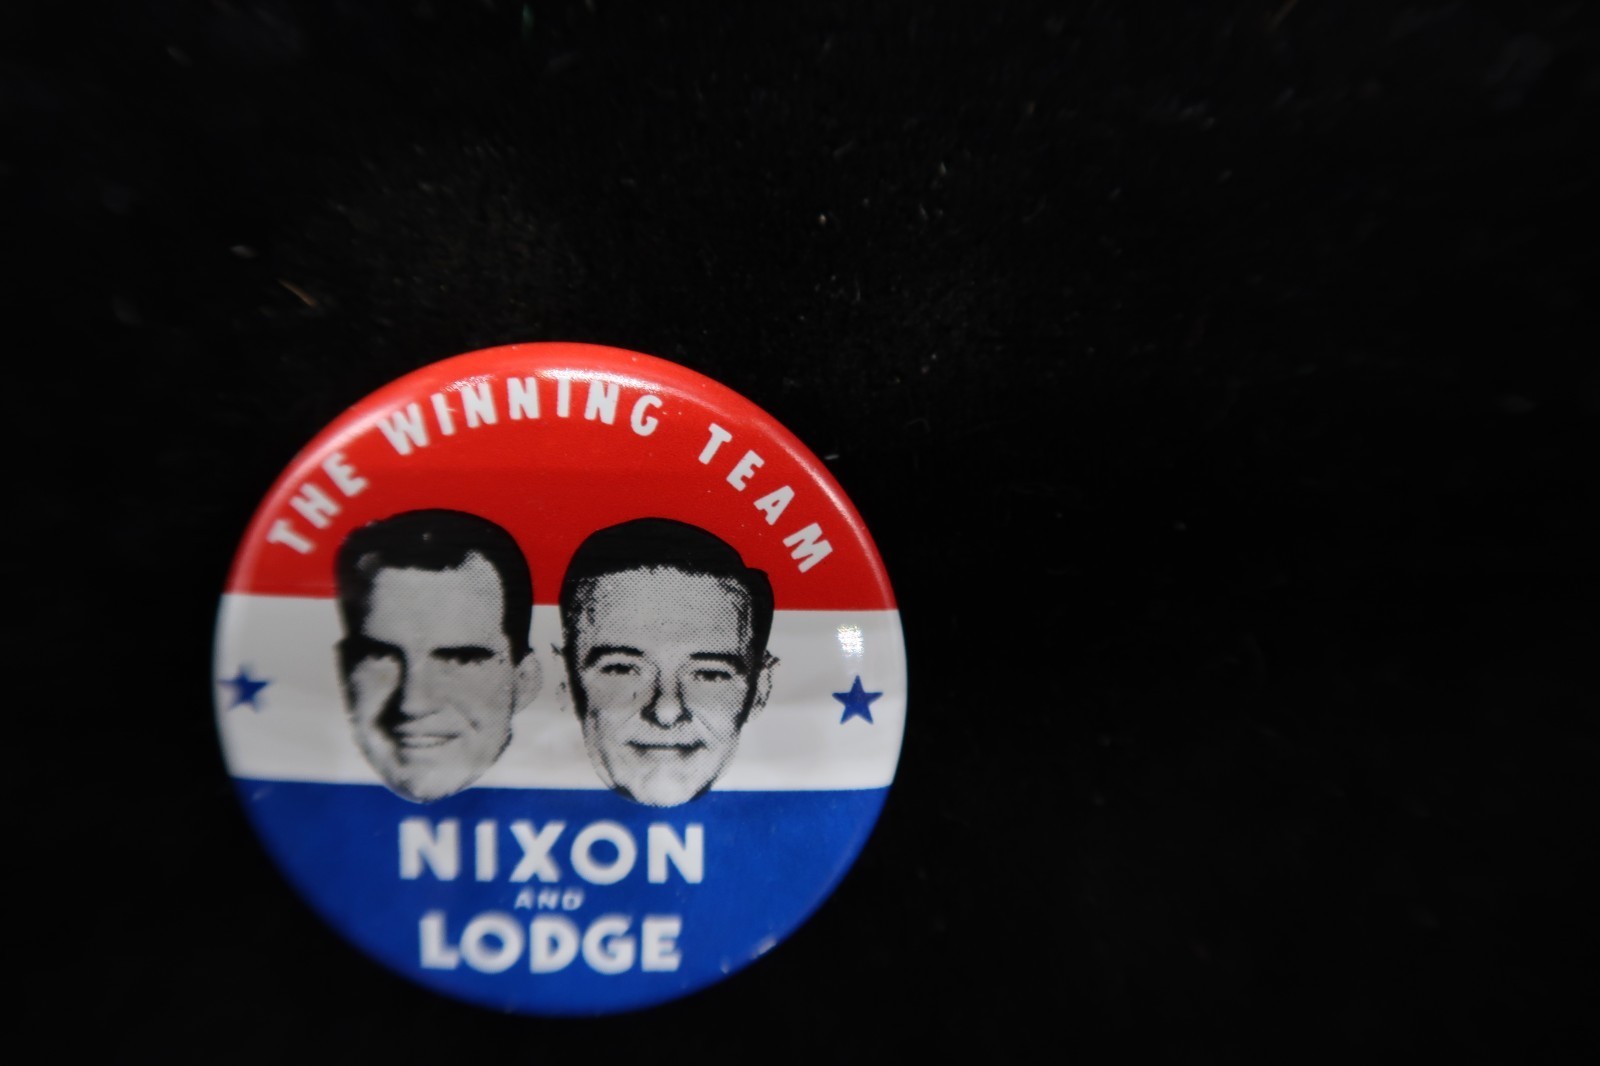 THE WINNING TEAM
NIXON
AND
LODGE